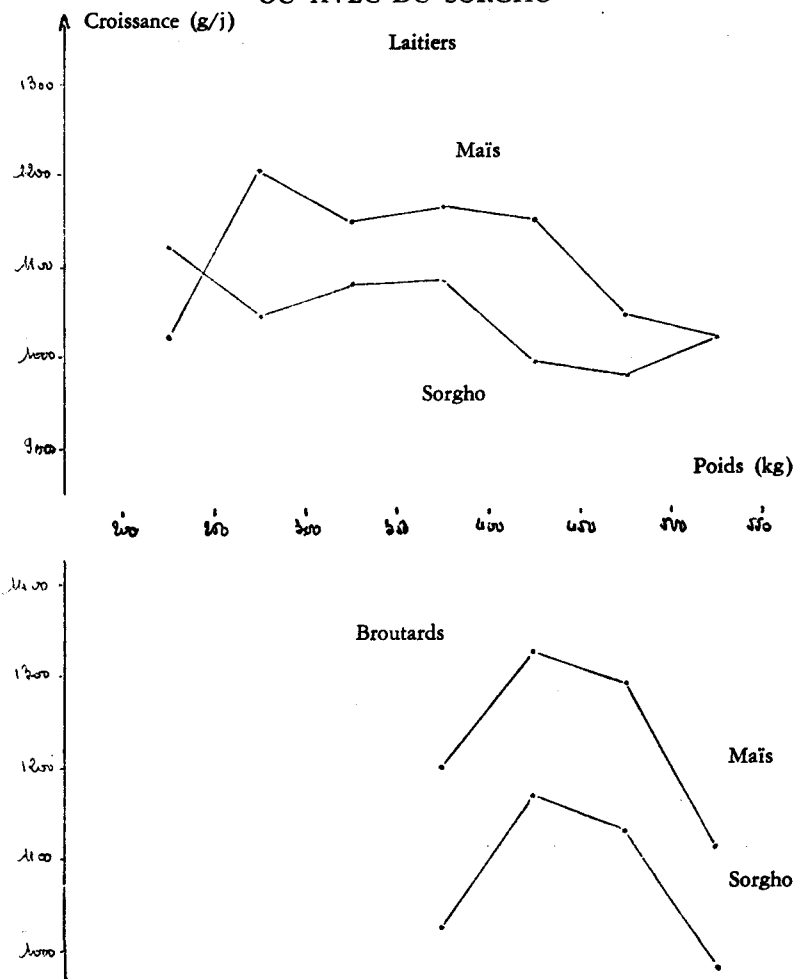 OU AVEC DU SORGHO
Croissance (g/j)
Laitiers
1300
Maïs
1200
1100
1000
Sorgho
900
Poids (kg)
200 250 300 350 400 450 500 550
1400
Broutards
1300
1200
Maïs
1100
Sorgho
1000